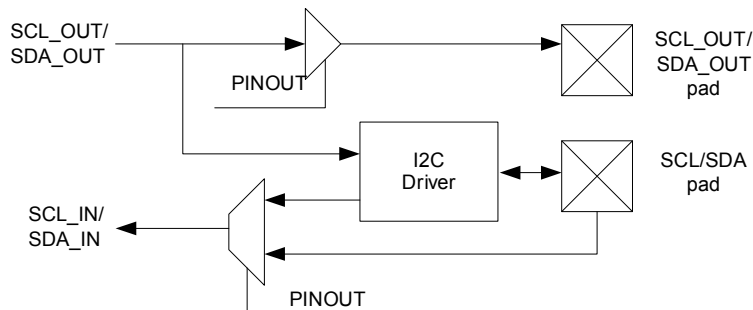 SCL_OUT/
SDA_OUT
SCL_OUT/
SDA_OUT
pad
PINOUT
I2C
Driver
SCL/SDA
pad
SCL_IN/
SDA_IN
PINOUT